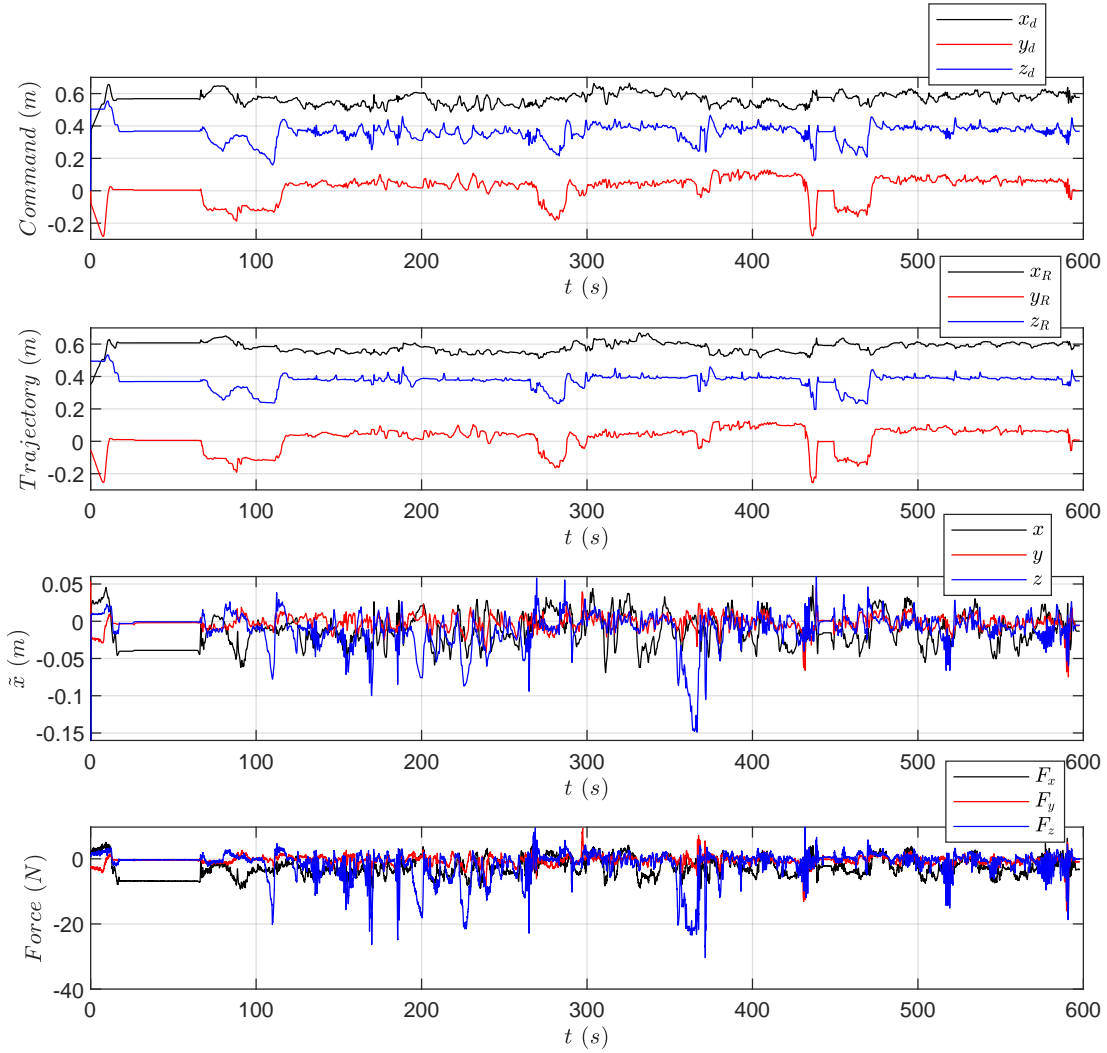 x_d
y_d
z_d
Command (m)
0.6
0.4
0.2
0
-0.2
0 100 200 300 400 500 600
t (s)
x_R
y_R
z_R
Trajectory (m)
0.6
0.4
0.2
0
-0.2
0 100 200 300 400 500 600
t (s)
x
y
z
x̃ (m)
0.05
0
-0.05
-0.1
-0.15
0 100 200 300 400 500 600
t (s)
F_x
F_y
F_z
Force (N)
0
-20
-40
0 100 200 300 400 500 600
t (s)